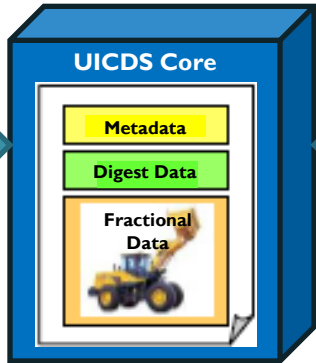 UICDS Core
Metadata
Digest Data
Fractional
Data